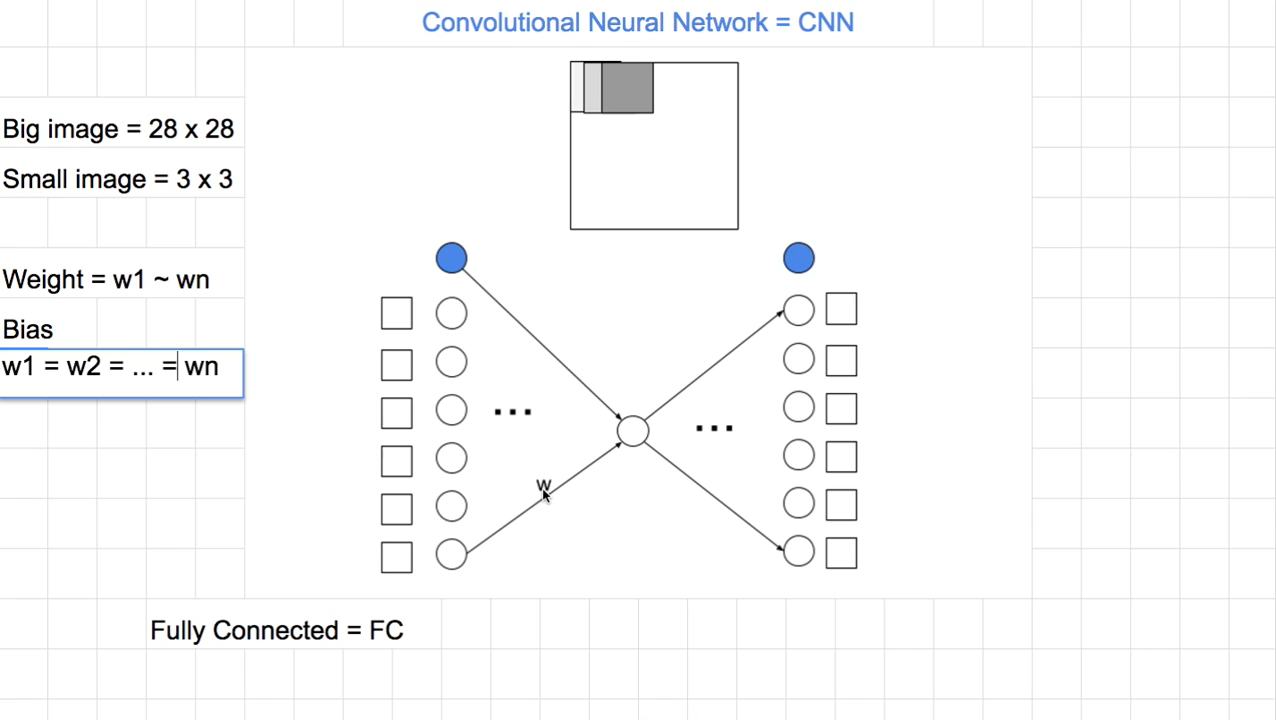 Convolutional Neural Network = CNN
Big image = 28 x 28
Small image = 3 x 3
Weight = w1 ~ wn
Bias
w1 = w2 = ... = wn
...
...
w
Fully Connected = FC